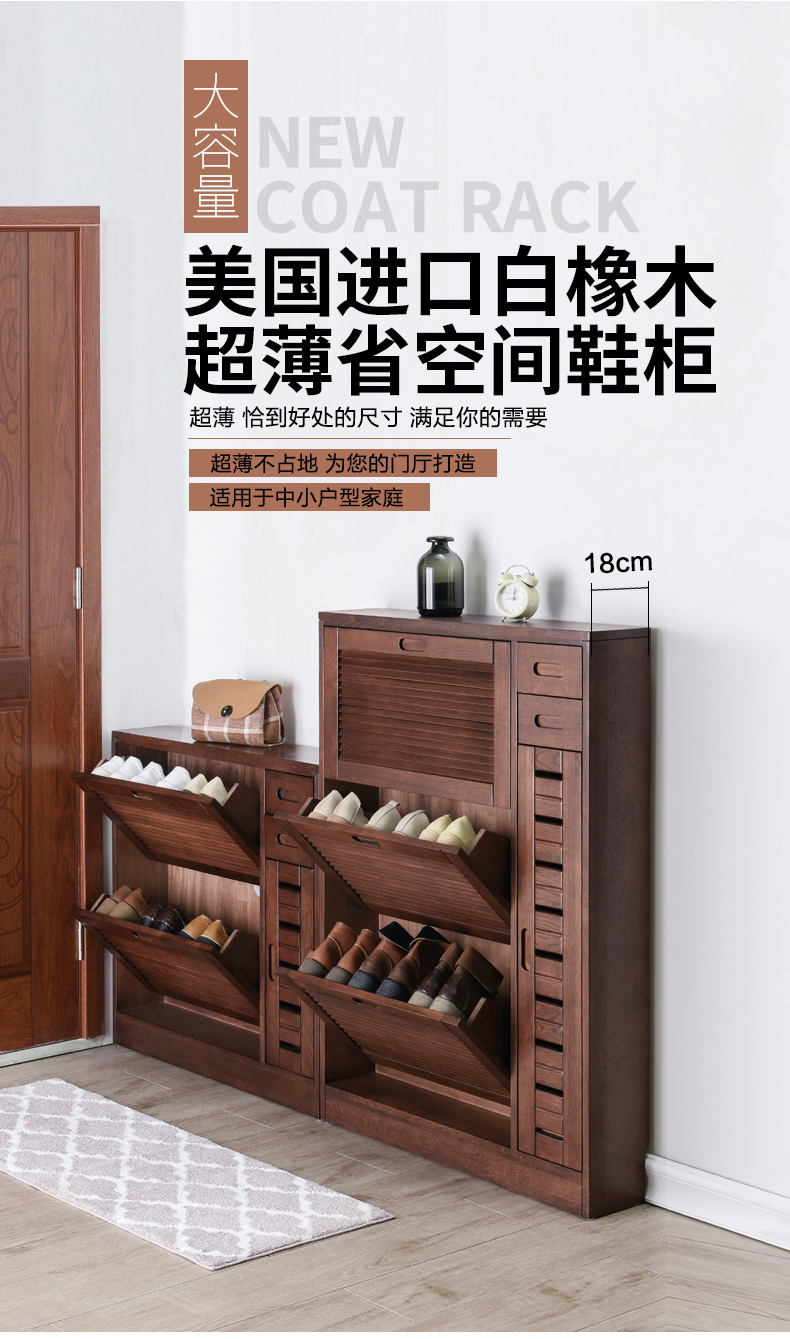 大容量
NEW
COAT RACK
美国进口白橡木
超薄省空间鞋柜
超薄 恰到好处的尺寸 满足你的需要
超薄不占地 为您的门厅打造
适用于中小户型家庭
18cm